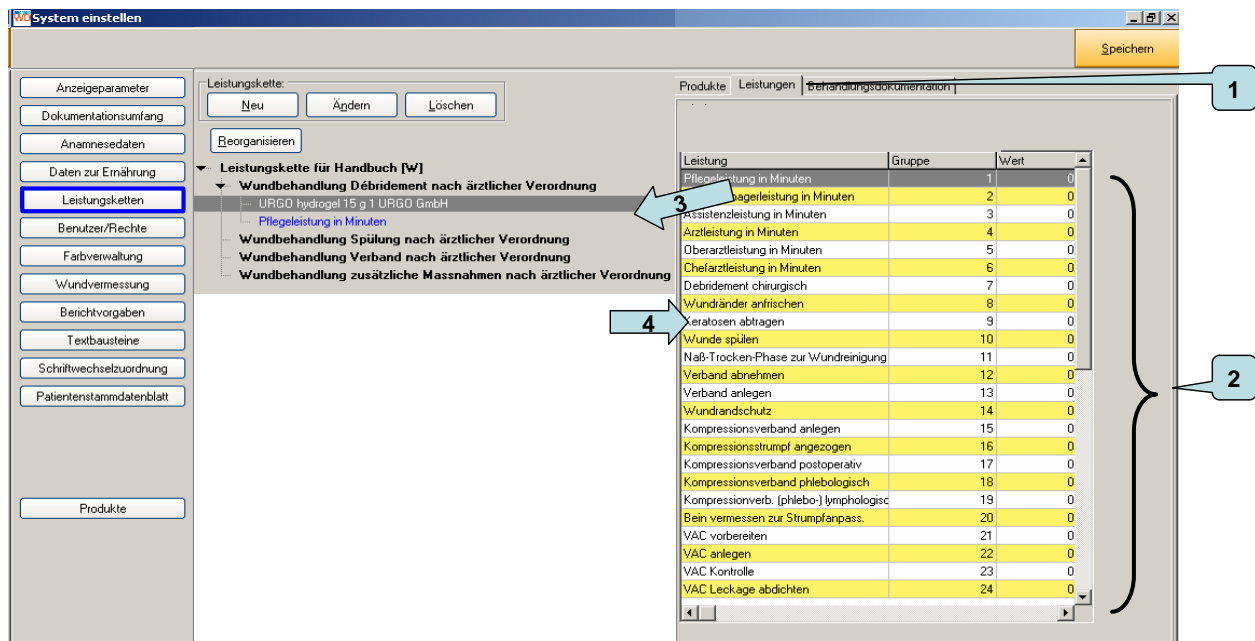 WD System einstellen
Speichern
Anzeigeparameter
Dokumentationsumfang
Anamnesedaten
Daten zur Ernährung
Leistungsketten
Benutzer/Rechte
Farbverwaltung
Wundvermessung
Berichtvorgaben
Textbausteine
Schriftwechselzuordnung
Patientenstammdatenblatt
Produkte
Leistungskette:
Neu Ändern Löschen
Reorganisieren
Leistungskette für Handbuch [W]
Wundbehandlung Débridement nach ärztlicher Verordnung
URGO hydrogel 15 g 1 URGO GmbH
Pflegeleistung in Minuten
Wundbehandlung Spülung nach ärztlicher Verordnung
Wundbehandlung Verband nach ärztlicher Verordnung
Wundbehandlung zusätzliche Massnahmen nach ärztlicher Verordnung
3
4
Produkte Leistungen Behandlungsdokumentation
1
Leistung Gruppe Wert
Pflegeleistung in Minuten 1 0
nagerleistung in Minuten 2 0
Assistenzleistung in Minuten 3 0
Arztleistung in Minuten 4 0
Oberarztleistung in Minuten 5 0
Chefarztleistung in Minuten 6 0
Debridement chirurgisch 7 0
Wundränder anfrischen 8 0
Keratosen abtragen 9 0
Wunde spülen 10 0
Naß-Trocken-Phase zur Wundreinigung 11 0
Verband abnehmen 12 0
Verband anlegen 13 0
Wundrandschutz 14 0
Kompressionsverband anlegen 15 0
Kompressionsstrumpf angezogen 16 0
Kompressionsverband postoperativ 17 0
Kompressionsverband phlebologisch 18 0
Kompressionverb. (phlebo-) lymphologisc 19 0
Bein vermessen zur Strumpfanpass. 20 0
VAC vorbereiten 21 0
VAC anlegen 22 0
VAC Kontrolle 23 0
VAC Leckage abdichten 24 0
2